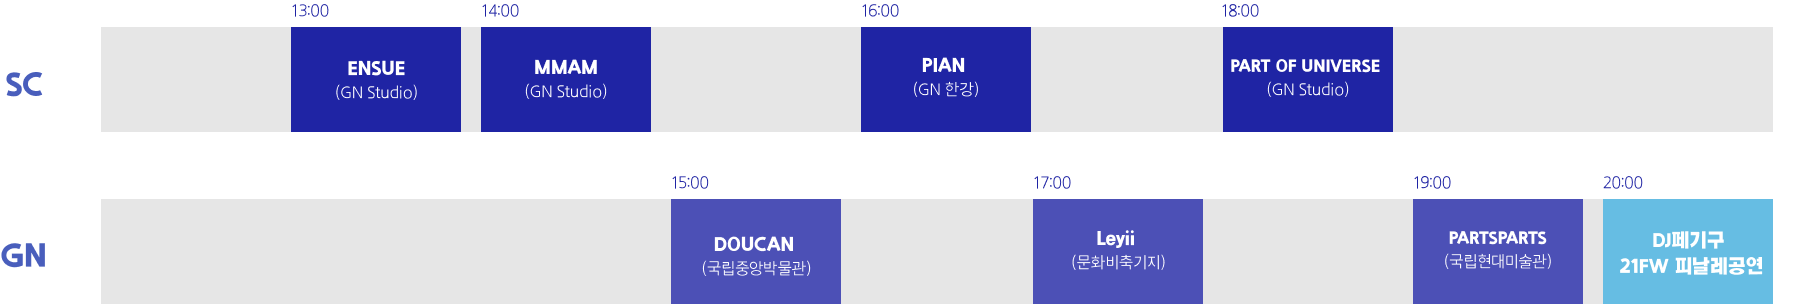 13:00
14:00
16:00
18:00
SC
ENSUE
(GN Studio)
MMAM
(GN Studio)
PIAN
(GN 한강)
PART OF UNIVERSE
(GN Studio)
15:00
17:00
19:00
20:00
GN
DOUCAN
(국립중앙박물관)
Leyii
(문화비축기지)
PARTSPARTS
(국립현대미술관)
DJ페기구
21FW 피날레공연